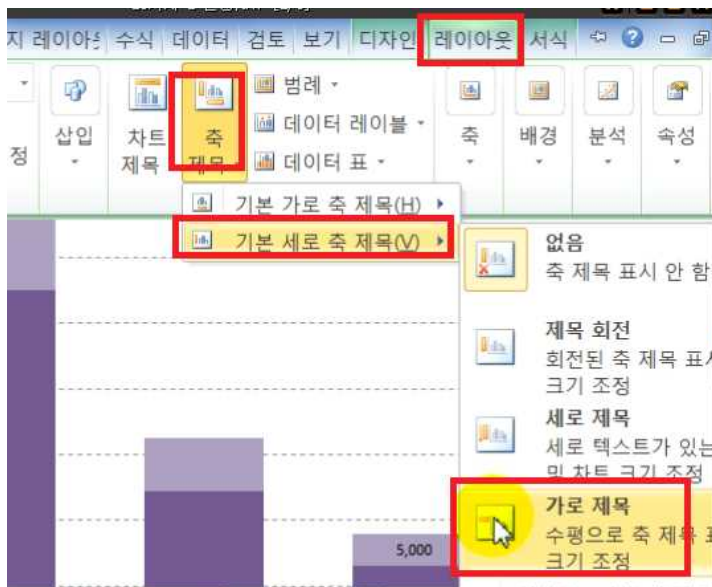 지 레이아웃 수식 데이터 검토 보기 디자인 레이아웃 서식
정 삽입 차트 제목 축 제목 범례 축 배경 분석 속성
데이터 레이블
데이터 표
기본 가로 축 제목(H)
기본 세로 축 제목(V)
없음
축 제목 표시 안 함
제목 회전
회전된 축 제목 표시
크기 조정
세로 제목
세로 텍스트가 있는
및 차트 크기 조정
가로 제목
수평으로 축 제목 표
크기 조정
5,000